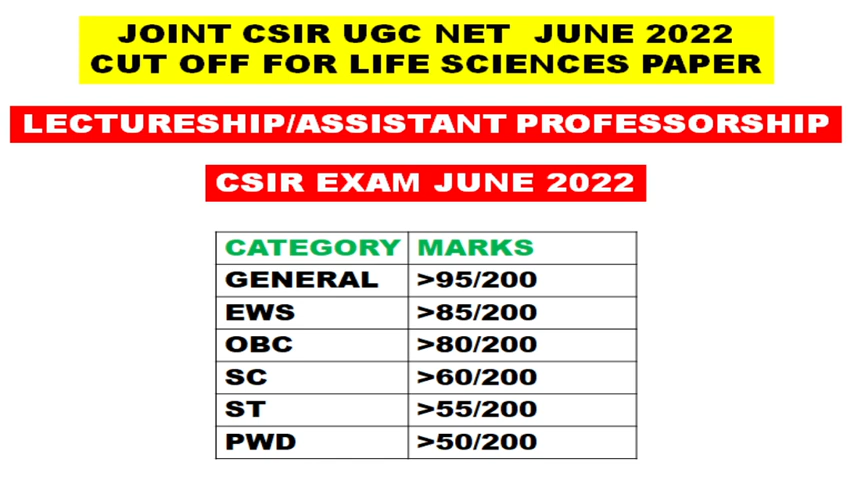 JOINT CSIR UGC NET JUNE 2022
CUT OFF FOR LIFE SCIENCES PAPER
LECTURESHIP/ASSISTANT PROFESSORSHIP
CSIR EXAM JUNE 2022
CATEGORY MARKS
GENERAL >95/200
EWS >85/200
OBC >80/200
SC >60/200
ST >55/200
PWD >50/200